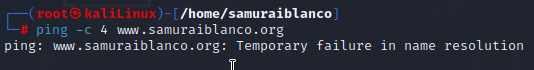 ┌──(root㉿kaliLinux)-[/home/samuraiblanco]
└─# ping -c 4 www.samuraiblanco.org
ping: www.samuraiblanco.org: Temporary failure in name resolution